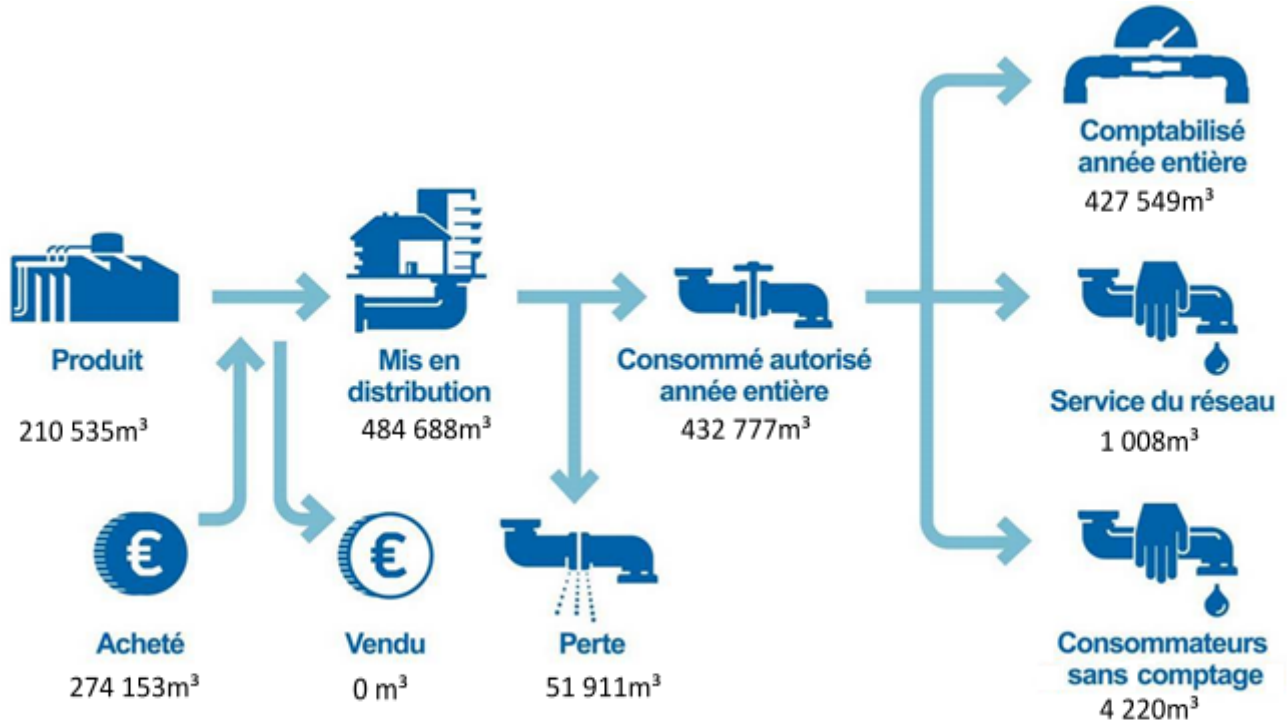 Comptabilisé
année entière
427 549m³
Produit
210 535m³
Mis en
distribution
484 688m³
Consommé autorisé
année entière
432 777m³
Service du réseau
1 008m³
€
Acheté
274 153m³
€
Vendu
0 m³
Perte
51 911m³
Consommateurs
sans comptage
4 220m³